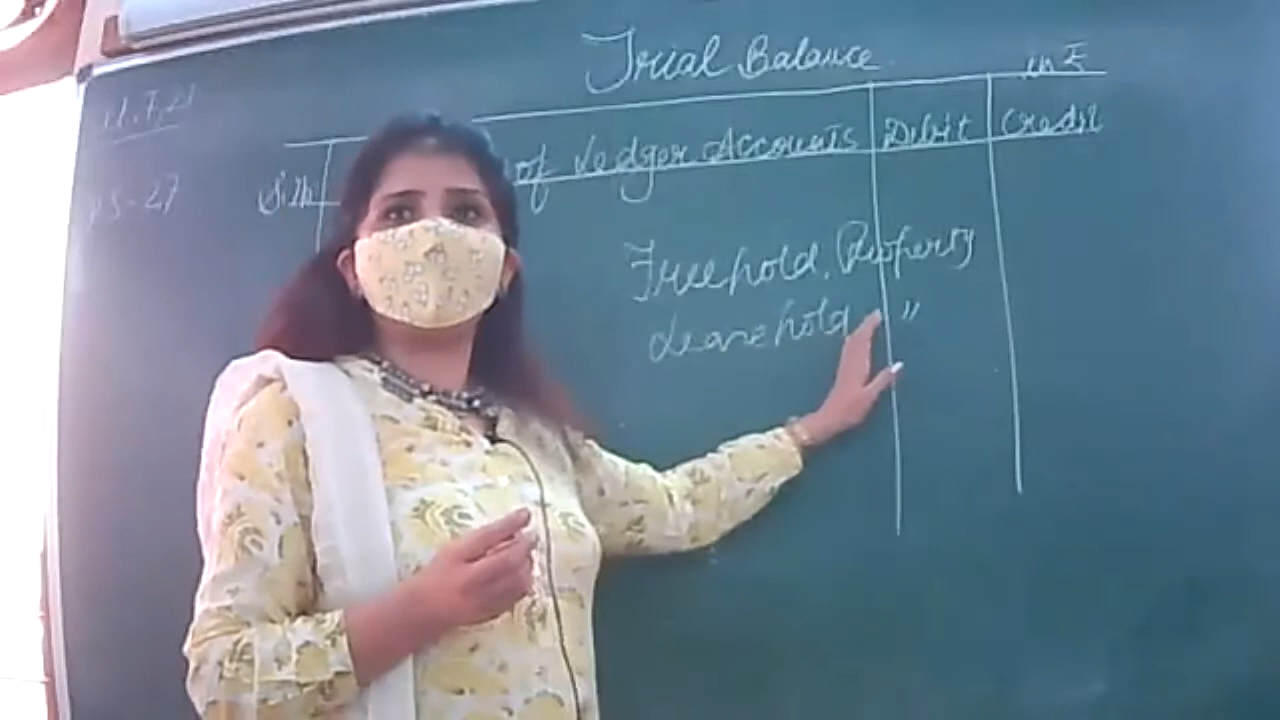 Trial Balance
in ₹
of Ledger Accounts Debit Credit
Freehold Property
Leasehold "